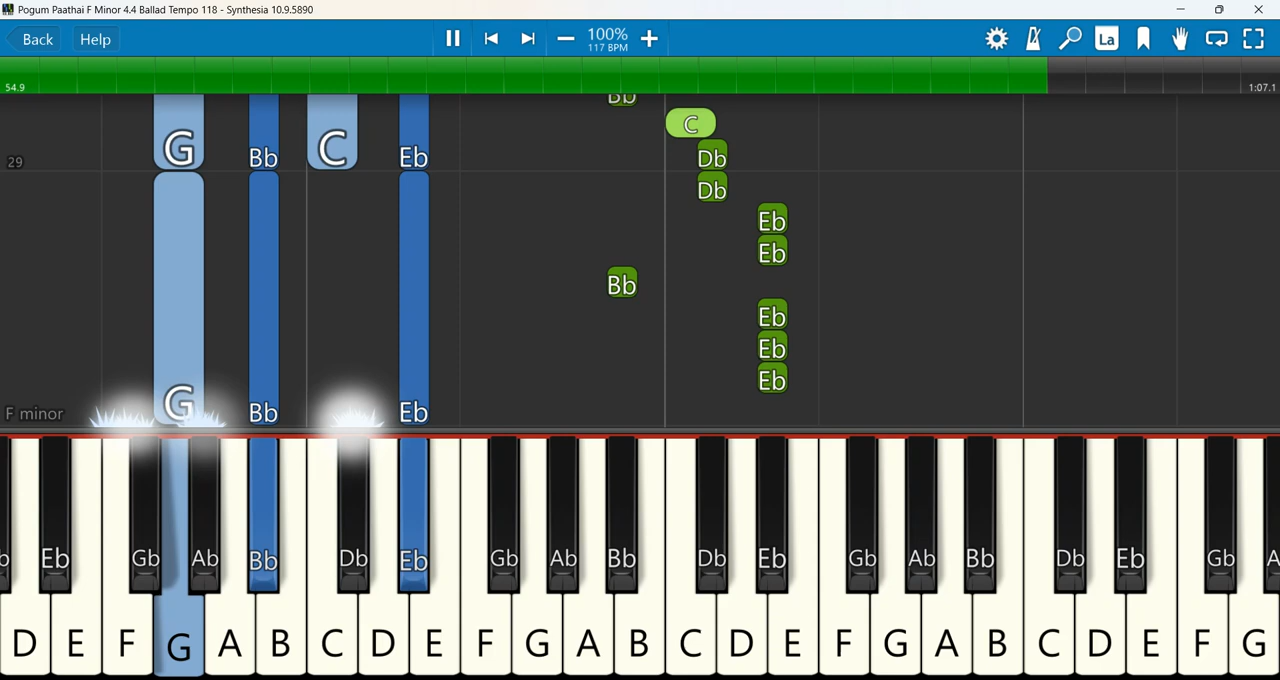 Pogum Paathai F Minor 4.4 Ballad Tempo 118 - Synthesia 10.9.5890
Back Help 100% La
117 BPM
54.9 1:07.1
Bb
G Bb C Eb C
29 Db
Db
Eb
Eb
Bb
Eb
Eb
Eb
F minor G Bb Eb
Eb Gb Ab Bb Db Eb Gb Ab Bb Db Eb Gb Ab Bb Db Eb Gb
D E F G A B C D E F G A B C D E F G A B C D E F G